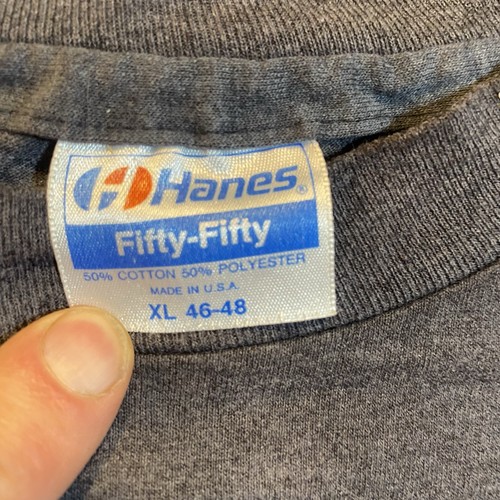 Hanes®
Fifty-Fifty
50% COTTON 50% POLYESTER
MADE IN U.S.A.
XL 46-48